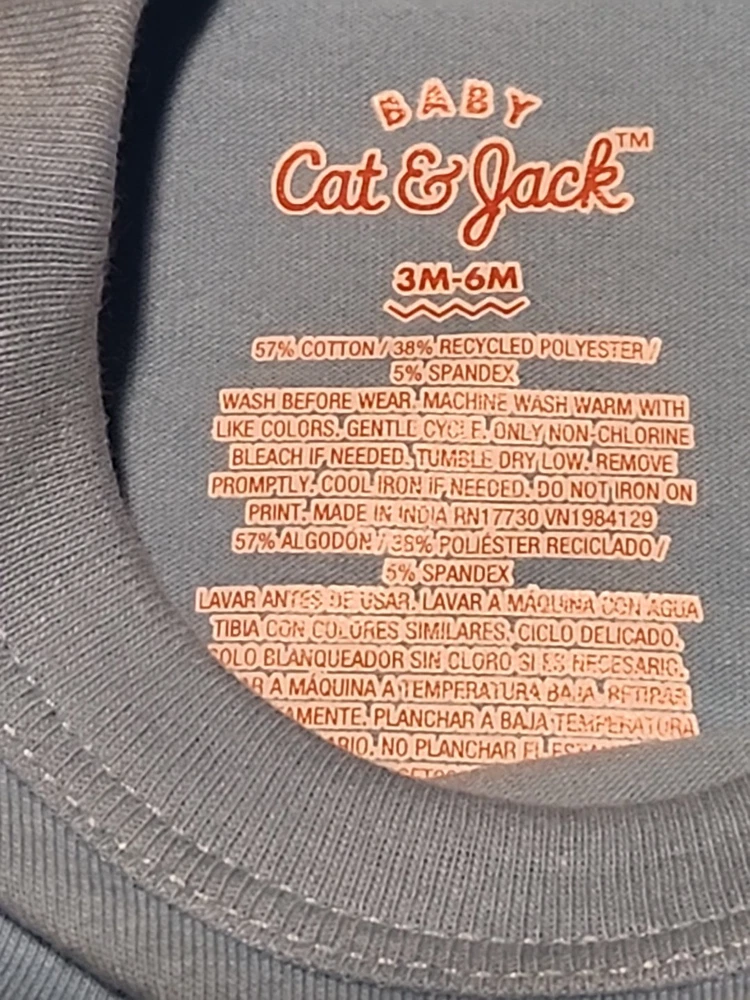 BABY
Cat & Jack™
3M-6M
57% COTTON / 38% RECYCLED POLYESTER /
5% SPANDEX
WASH BEFORE WEAR. MACHINE WASH WARM WITH
LIKE COLORS. GENTLE CYCLE. ONLY NON-CHLORINE
BLEACH IF NEEDED. TUMBLE DRY LOW. REMOVE
PROMPTLY. COOL IRON IF NEEDED. DO NOT IRON ON
PRINT. MADE IN INDIA RN17730 VN1984129
57% ALGODÓN / 38% POLIÉSTER RECICLADO /
5% SPANDEX
LAVAR ANTES DE USAR. LAVAR A MÁQUINA CON AGUA
TIBIA CON COLORES SIMILARES. CICLO DELICADO.
SOLO BLANQUEADOR SIN CLORO SI ES NECESARIO.
A MÁQUINA A TEMPERATURA BAJA. RETIRAR
PLANCHAR A BAJA TEMPERATURA
NO PLANCHAR